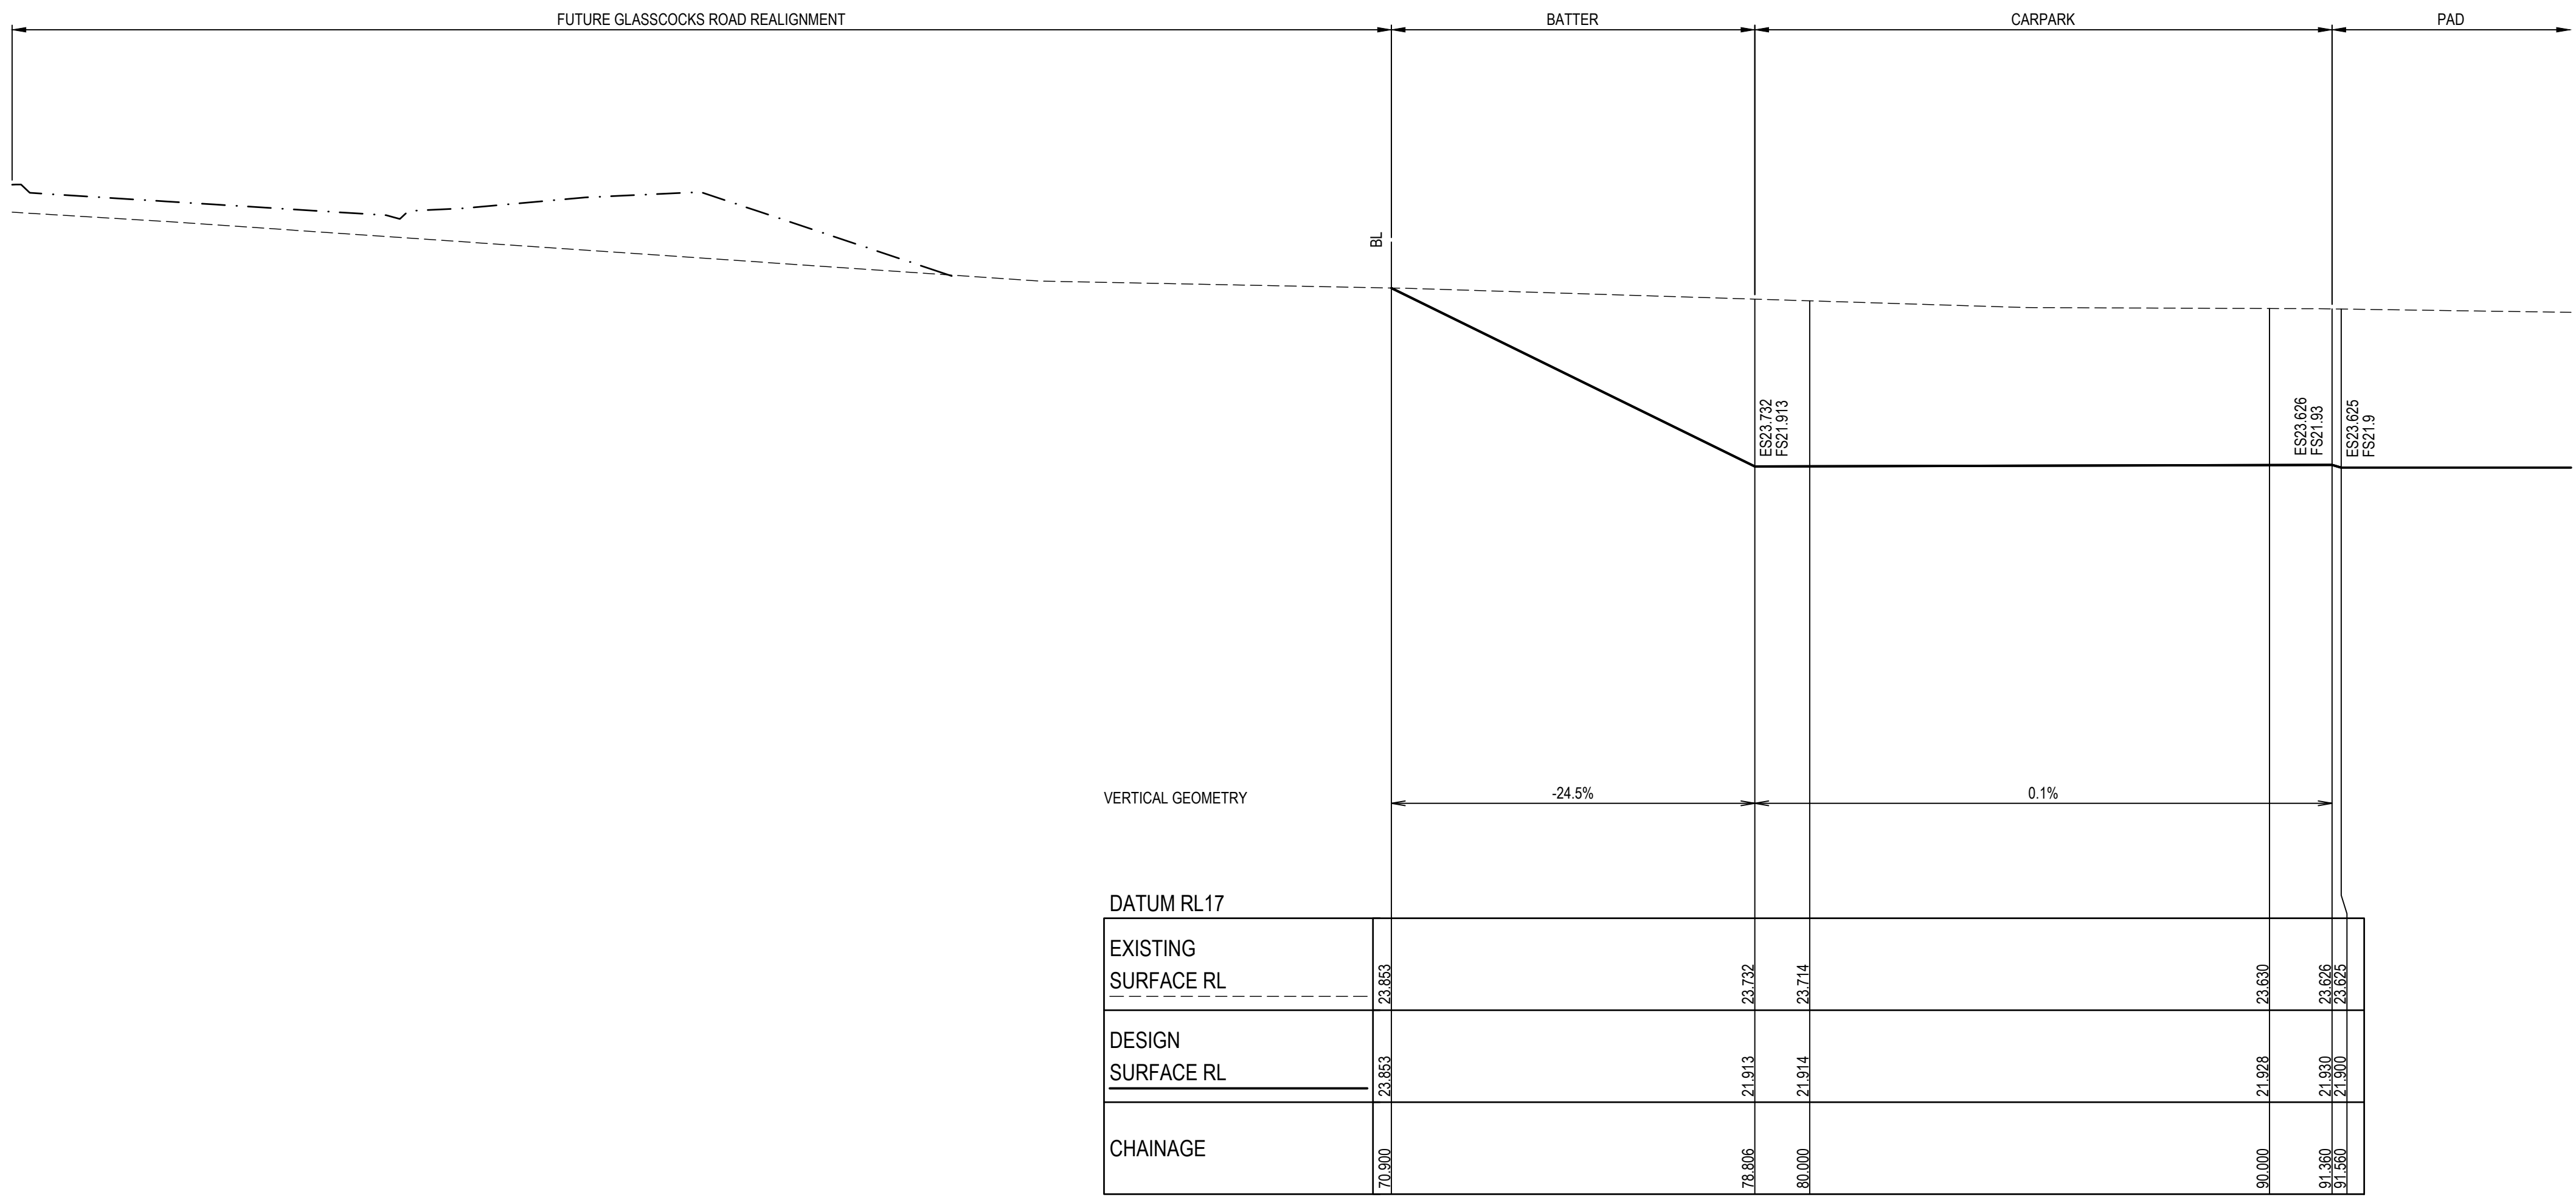 FUTURE GLASSCOCKS ROAD REALIGNMENT
BATTER
CARPARK
PAD
BL
ES23.732
FS21.913
ES23.626
FS21.93
ES23.625
FS21.9
VERTICAL GEOMETRY
-24.5%
0.1%
DATUM RL17
EXISTING
SURFACE RL
23.853
23.732
23.714
23.630
23.626
23.625
DESIGN
SURFACE RL
23.853
21.913
21.914
21.928
21.930
21.900
CHAINAGE
70.900
78.806
80.000
90.000
91.360
91.560